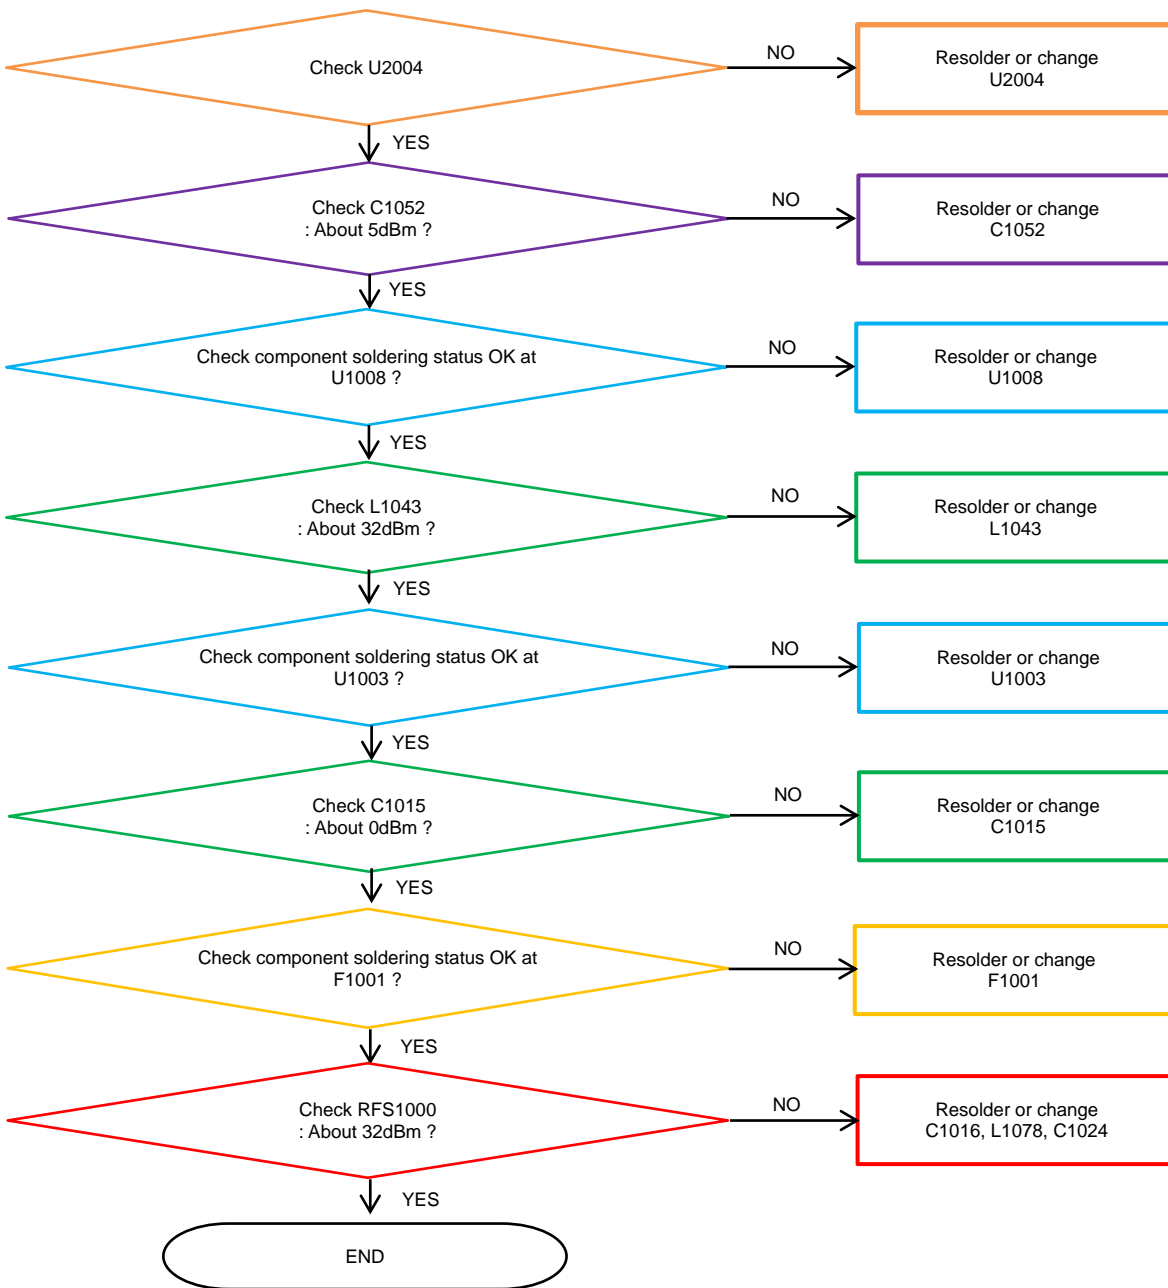 Check U2004
NO
Resolder or change
U2004
YES
Check C1052
: About 5dBm ?
NO
Resolder or change
C1052
YES
Check component soldering status OK at
U1008 ?
NO
Resolder or change
U1008
YES
Check L1043
: About 32dBm ?
NO
Resolder or change
L1043
YES
Check component soldering status OK at
U1003 ?
NO
Resolder or change
U1003
YES
Check C1015
: About 0dBm ?
NO
Resolder or change
C1015
YES
Check component soldering status OK at
F1001 ?
NO
Resolder or change
F1001
YES
Check RFS1000
: About 32dBm ?
NO
Resolder or change
C1016, L1078, C1024
YES
END